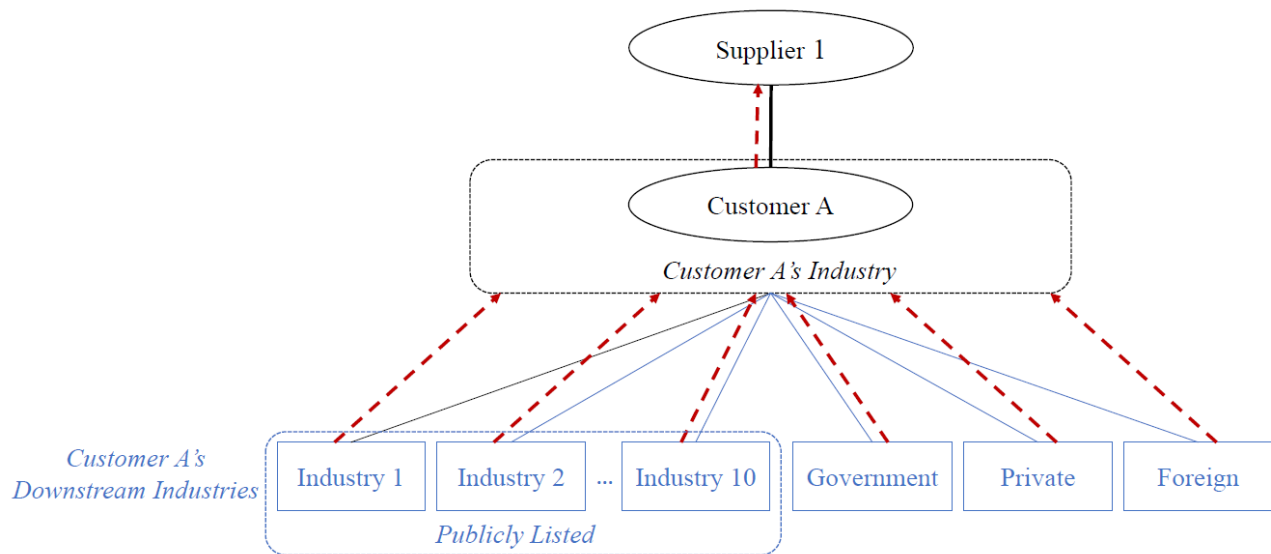 Supplier 1
Customer A
Customer A’s Industry
Customer A’s
Downstream Industries
Industry 1
Industry 2
...
Industry 10
Government
Private
Foreign
Publicly Listed